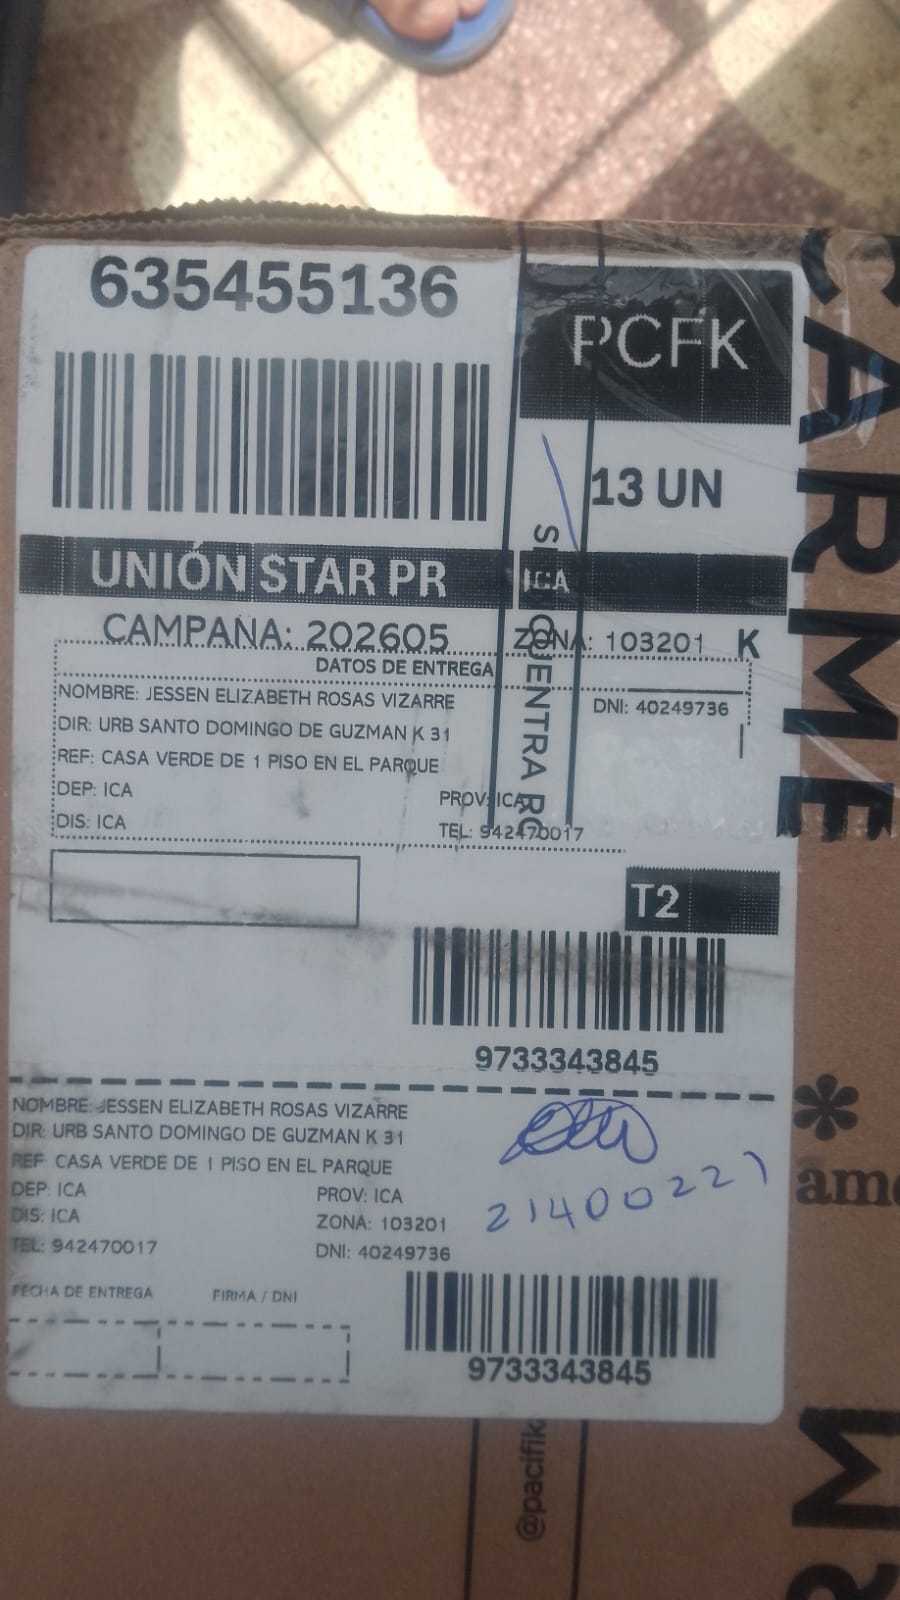 635455136
PCFK
13 UN
UNIÓN STAR PR
ICA
CAMPAÑA: 202605
ZONA: 103201 K
DATOS DE ENTREGA
NOMBRE: JESSEN ELIZABETH ROSAS VIZARRE
DNI: 40249736
DIR: URB SANTO DOMINGO DE GUZMAN K 31
REF: CASA VERDE DE 1 PISO EN EL PARQUE
DEP: ICA
PROV: ICA
DIS: ICA
TEL: 942470017
T2
9733343845
NOMBRE: JESSEN ELIZABETH ROSAS VIZARRE
DIR: URB SANTO DOMINGO DE GUZMAN K 31
REF: CASA VERDE DE 1 PISO EN EL PARQUE
DEP: ICA
PROV: ICA
DIS: ICA
ZONA: 103201
TEL: 942470017
DNI: 40249736
21400221
FECHA DE ENTREGA
FIRMA / DNI
9733343845
CARME
ame
@pacifik